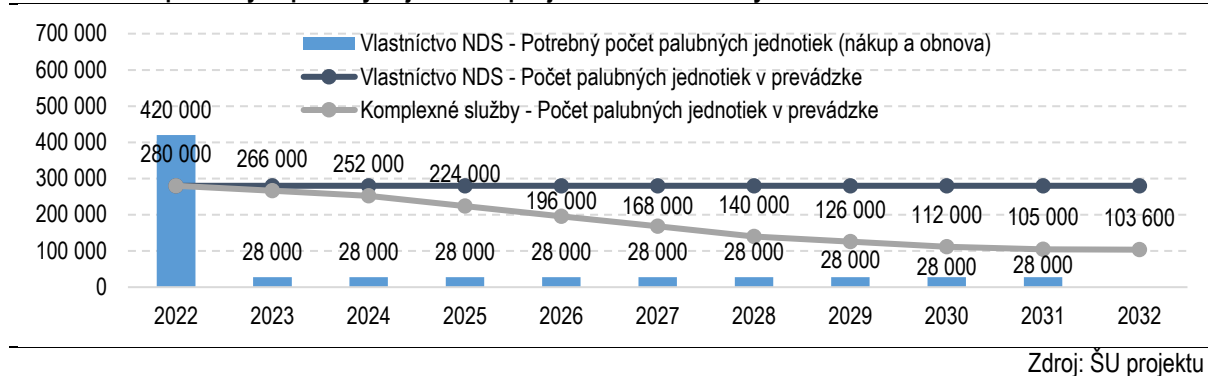 700 000
600 000
500 000
400 000
300 000
200 000
100 000
0
Vlastníctvo NDS - Potrebný počet palubných jednotiek (nákup a obnova)
Vlastníctvo NDS - Počet palubných jednotiek v prevádzke
Komplexné služby - Počet palubných jednotiek v prevádzke
420 000
280 000 266 000 252 000 224 000 196 000 168 000 140 000 126 000 112 000 105 000 103 600
28 000 28 000 28 000 28 000 28 000 28 000 28 000 28 000 28 000
2022 2023 2024 2025 2026 2027 2028 2029 2030 2031 2032
Zdroj: ŠU projektu